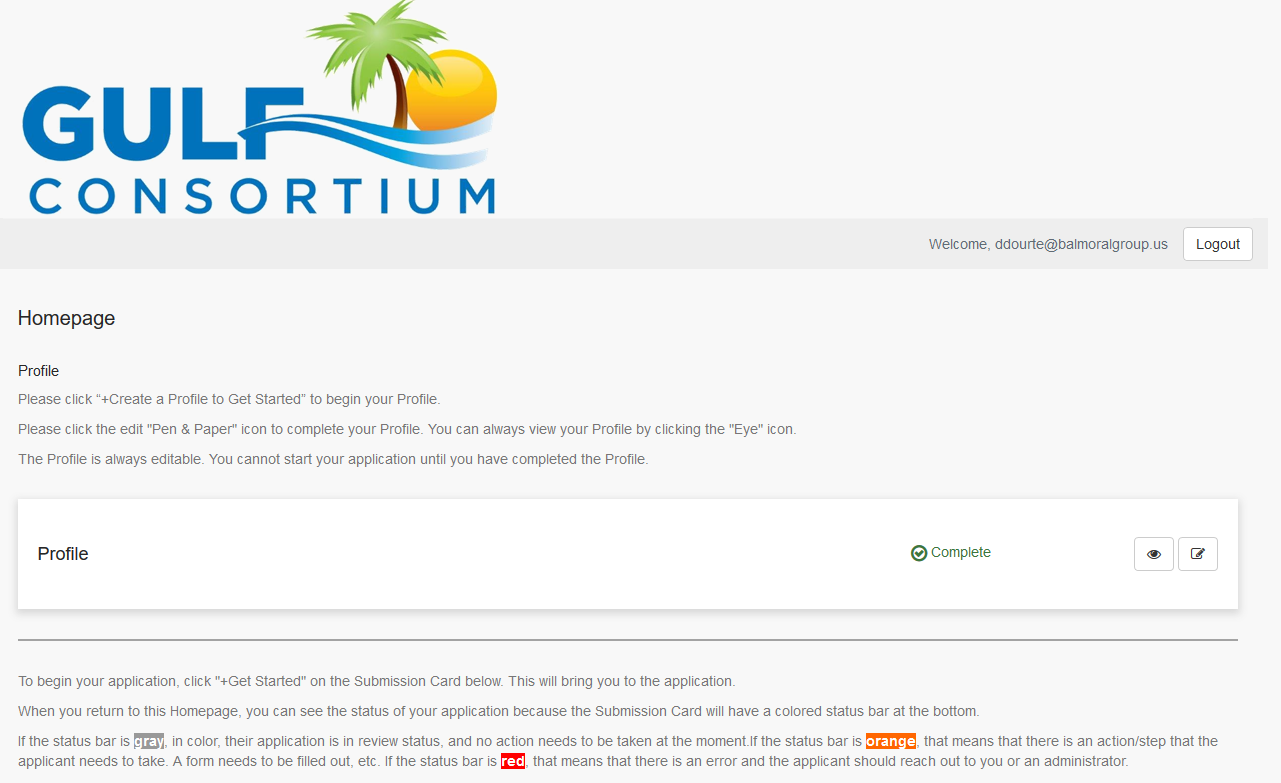 GULF
CONSORTIUM
Welcome, ddourte@balmoralgroup.us
Logout
Homepage
Profile
Please click “+Create a Profile to Get Started” to begin your Profile.
Please click the edit "Pen & Paper" icon to complete your Profile. You can always view your Profile by clicking the "Eye" icon.
The Profile is always editable. You cannot start your application until you have completed the Profile.
Profile
Complete
To begin your application, click "+Get Started" on the Submission Card below. This will bring you to the application.
When you return to this Homepage, you can see the status of your application because the Submission Card will have a colored status bar at the bottom.
If the status bar is gray, in color, their application is in review status, and no action needs to be taken at the moment.If the status bar is orange, that means that there is an action/step that the
applicant needs to take. A form needs to be filled out, etc. If the status bar is red, that means that there is an error and the applicant should reach out to you or an administrator.